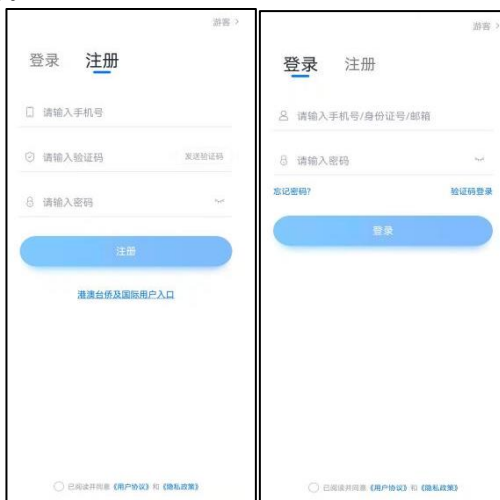 游客 >
登录 注册
请输入手机号
请输入验证码 发送验证码
请输入密码
注册
港澳台侨及国际用户入口
已阅读并同意《用户协议》和《隐私政策》
游客 >
登录 注册
请输入手机号/身份证号/邮箱
请输入密码
忘记密码? 验证码登录
登录
已阅读并同意《用户协议》和《隐私政策》